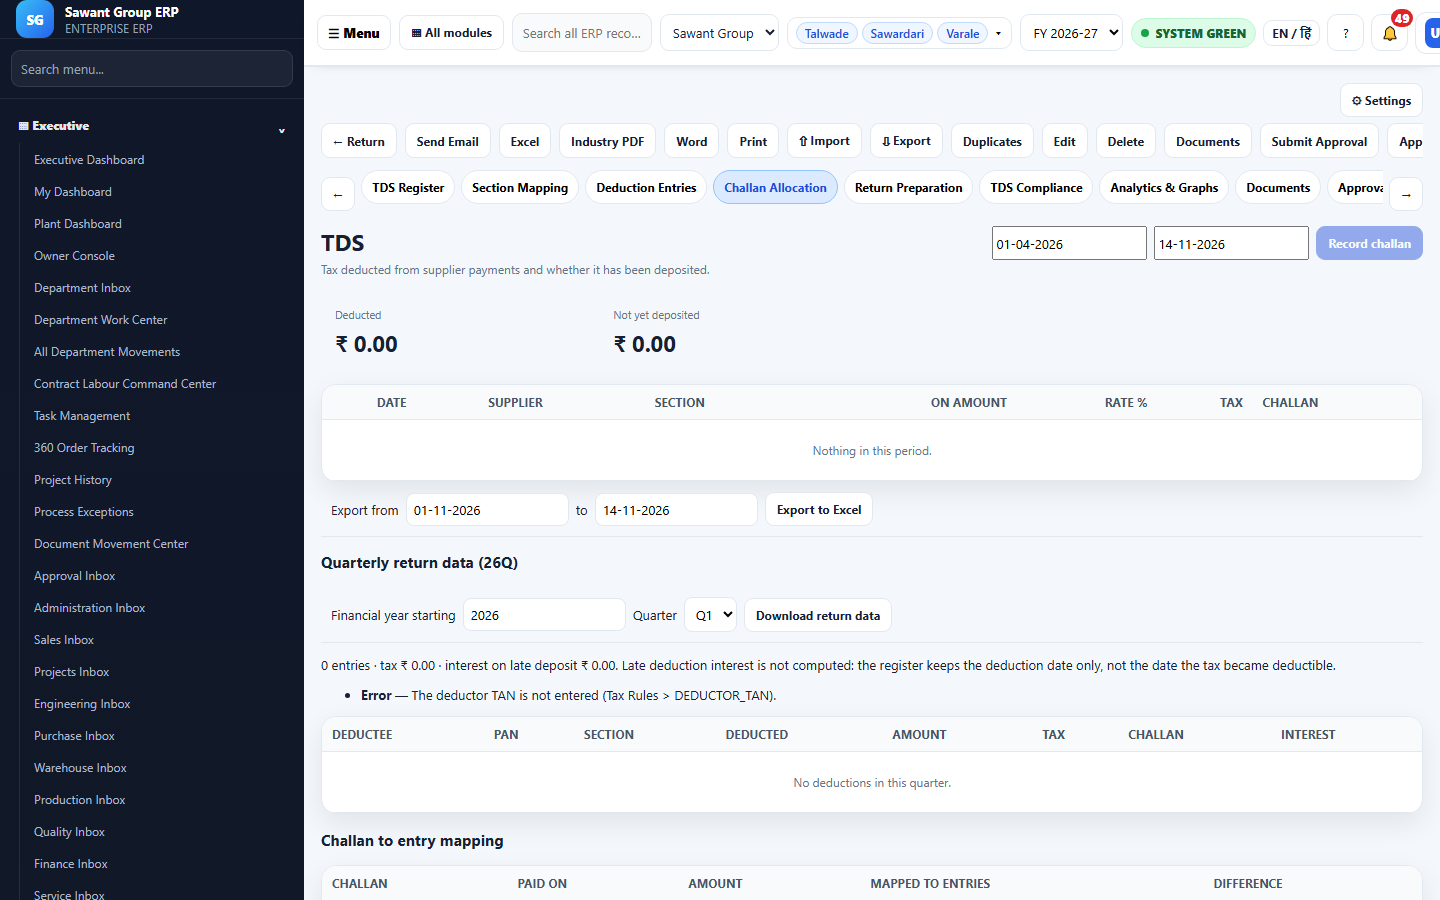 SG
Sawant Group ERP
ENTERPRISE ERP
☰ Menu
All modules
Search all ERP reco...
Sawant Group
Talwade Sawardari Varale
FY 2026-27
SYSTEM GREEN
EN / हिं
?
49
U
Search menu...
Executive
Executive Dashboard
My Dashboard
Plant Dashboard
Owner Console
Department Inbox
Department Work Center
All Department Movements
Contract Labour Command Center
Task Management
360 Order Tracking
Project History
Process Exceptions
Document Movement Center
Approval Inbox
Administration Inbox
Sales Inbox
Projects Inbox
Engineering Inbox
Purchase Inbox
Warehouse Inbox
Production Inbox
Quality Inbox
Finance Inbox
Service Inbox
⚙ Settings
← Return Send Email Excel Industry PDF Word Print ⇧ Import ⇩ Export Duplicates Edit Delete Documents Submit Approval App
← TDS Register Section Mapping Deduction Entries Challan Allocation Return Preparation TDS Compliance Analytics & Graphs Documents Approva →
TDS
01-04-2026 14-11-2026 Record challan
Tax deducted from supplier payments and whether it has been deposited.
Deducted Not yet deposited
₹ 0.00 ₹ 0.00
DATE SUPPLIER SECTION ON AMOUNT RATE % TAX CHALLAN
Nothing in this period.
Export from 01-11-2026 to 14-11-2026 Export to Excel
Quarterly return data (26Q)
Financial year starting 2026 Quarter Q1 Download return data
0 entries · tax ₹ 0.00 · interest on late deposit ₹ 0.00. Late deduction interest is not computed: the register keeps the deduction date only, not the date the tax became deductible.
• Error — The deductor TAN is not entered (Tax Rules > DEDUCTOR_TAN).
DEDUCTEE PAN SECTION DEDUCTED AMOUNT TAX CHALLAN INTEREST
No deductions in this quarter.
Challan to entry mapping
CHALLAN PAID ON AMOUNT MAPPED TO ENTRIES DIFFERENCE